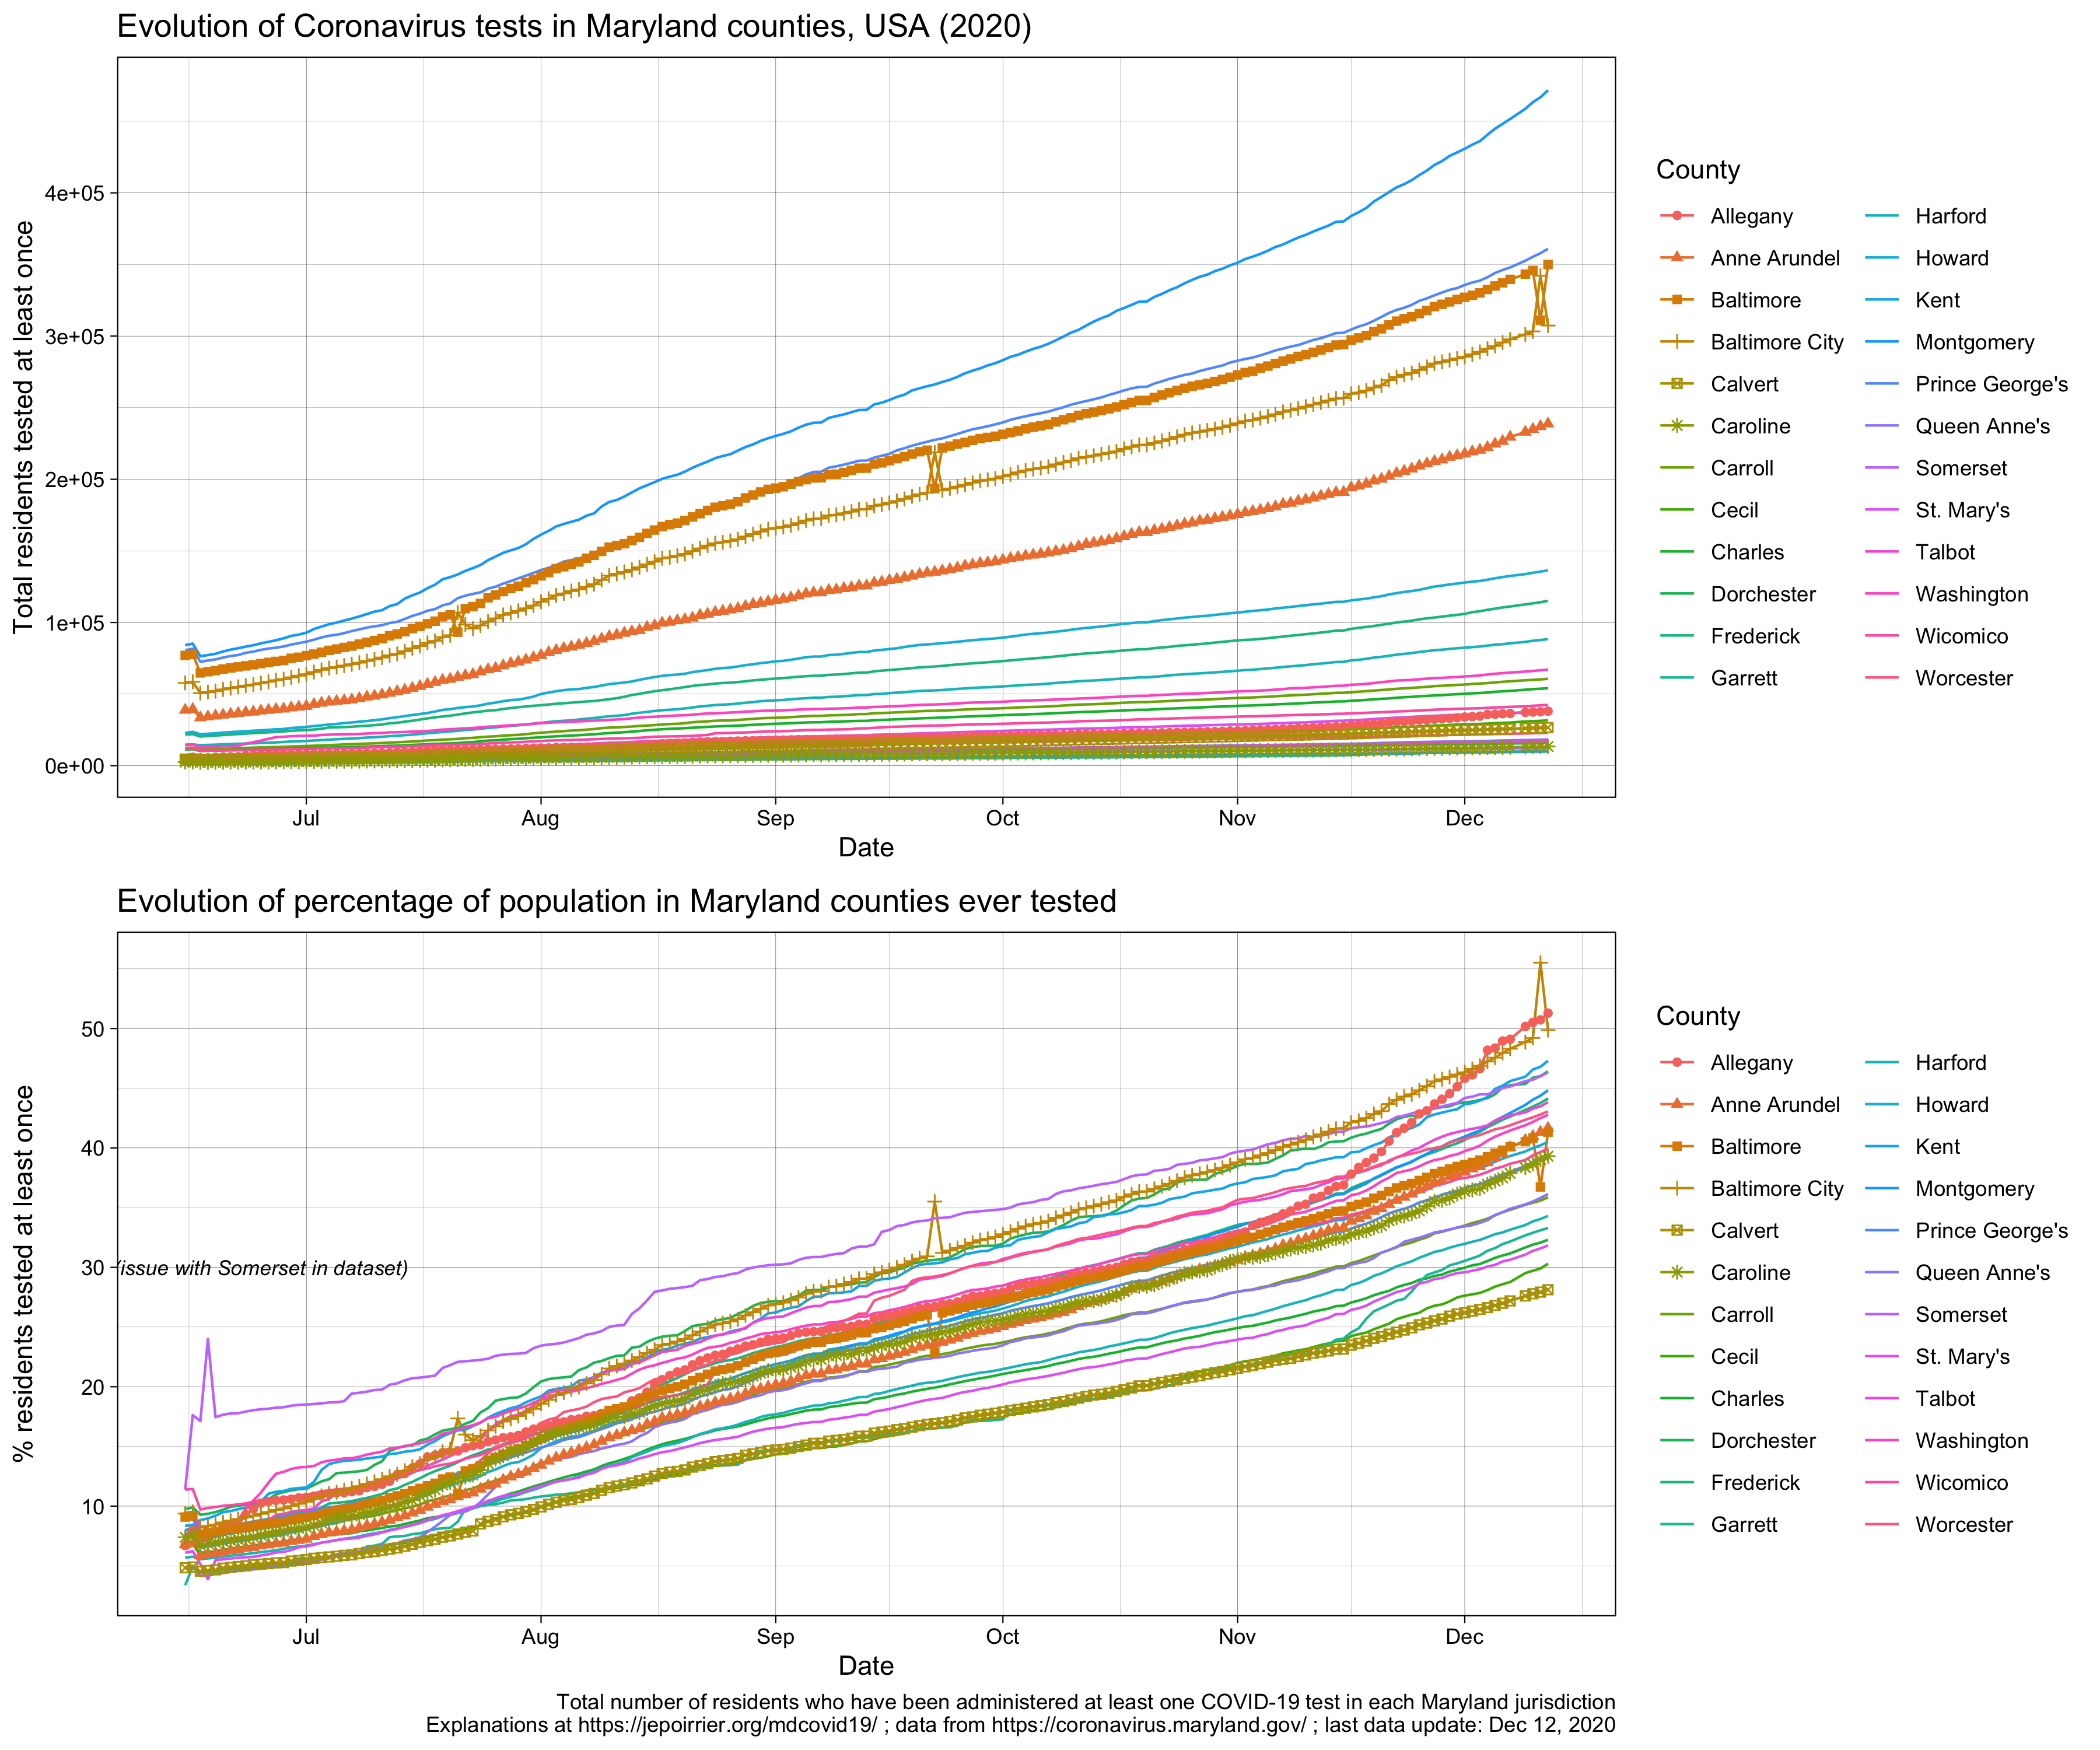 Evolution of Coronavirus tests in Maryland counties, USA (2020)
Total residents tested at least once
4e+05
3e+05
2e+05
1e+05
0e+00
Jul Aug Sep Oct Nov Dec
Date
County
Allegany Harford
Anne Arundel Howard
Baltimore Kent
Baltimore City Montgomery
Calvert Prince George's
Caroline Queen Anne's
Carroll Somerset
Cecil St. Mary's
Charles Talbot
Dorchester Washington
Frederick Wicomico
Garrett Worcester
Evolution of percentage of population in Maryland counties ever tested
% residents tested at least once
50
40
30
20
10
(issue with Somerset in dataset)
Jul Aug Sep Oct Nov Dec
Date
County
Allegany Harford
Anne Arundel Howard
Baltimore Kent
Baltimore City Montgomery
Calvert Prince George's
Caroline Queen Anne's
Carroll Somerset
Cecil St. Mary's
Charles Talbot
Dorchester Washington
Frederick Wicomico
Garrett Worcester
Total number of residents who have been administered at least one COVID-19 test in each Maryland jurisdiction
Explanations at https://jepoirrier.org/mdcovid19/ ; data from https://coronavirus.maryland.gov/ ; last data update: Dec 12, 2020